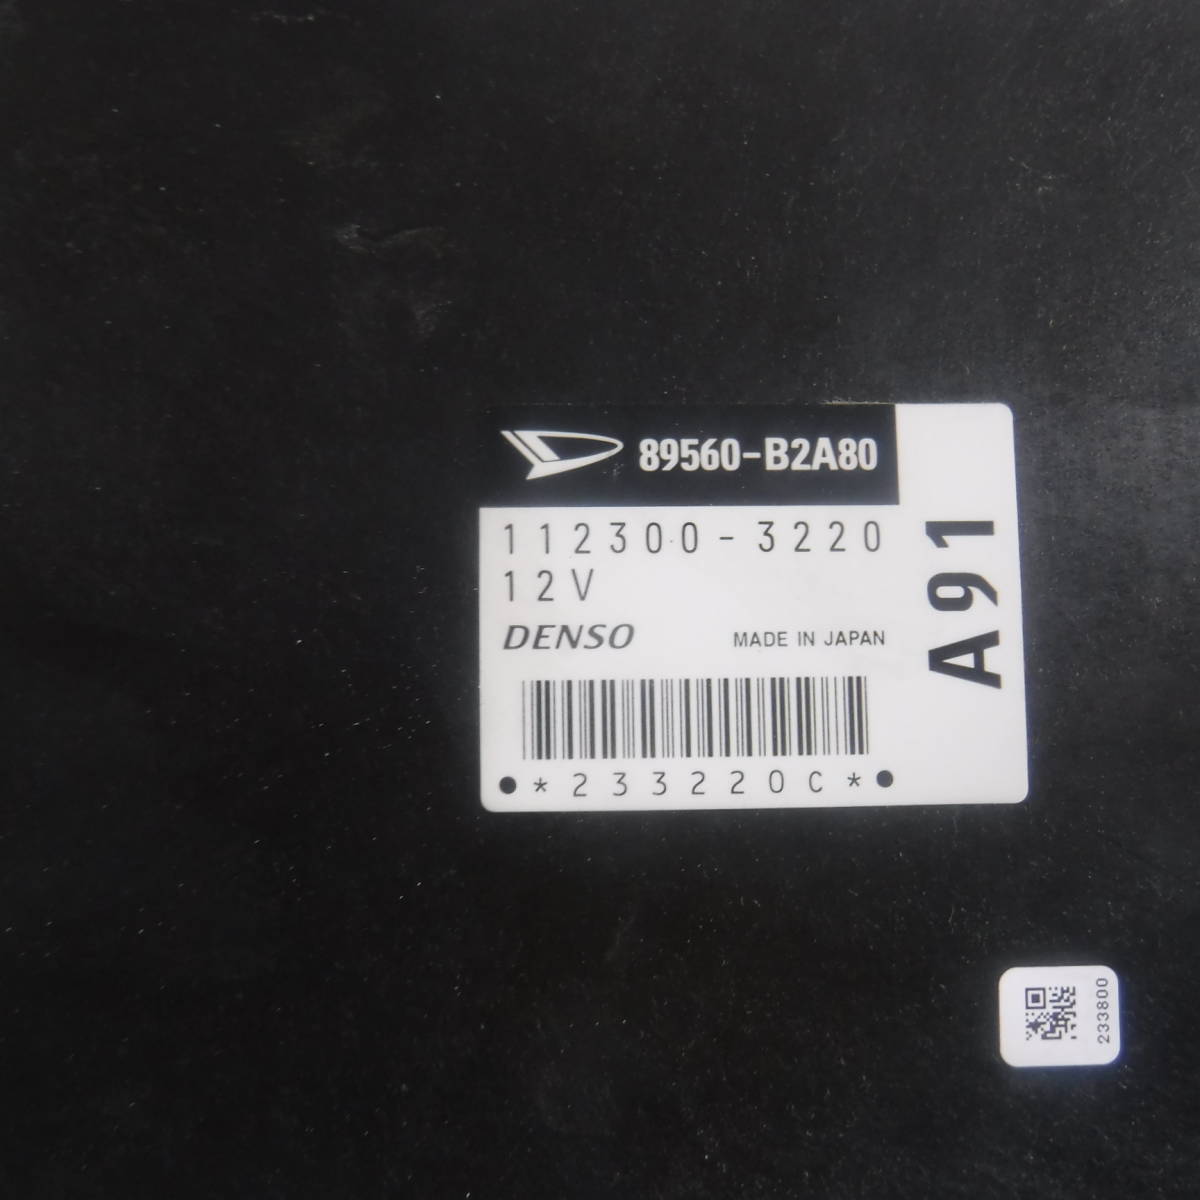 89560-B2A80
112300-3220
12V
DENSO MADE IN JAPAN
*233220C*
A91
233800